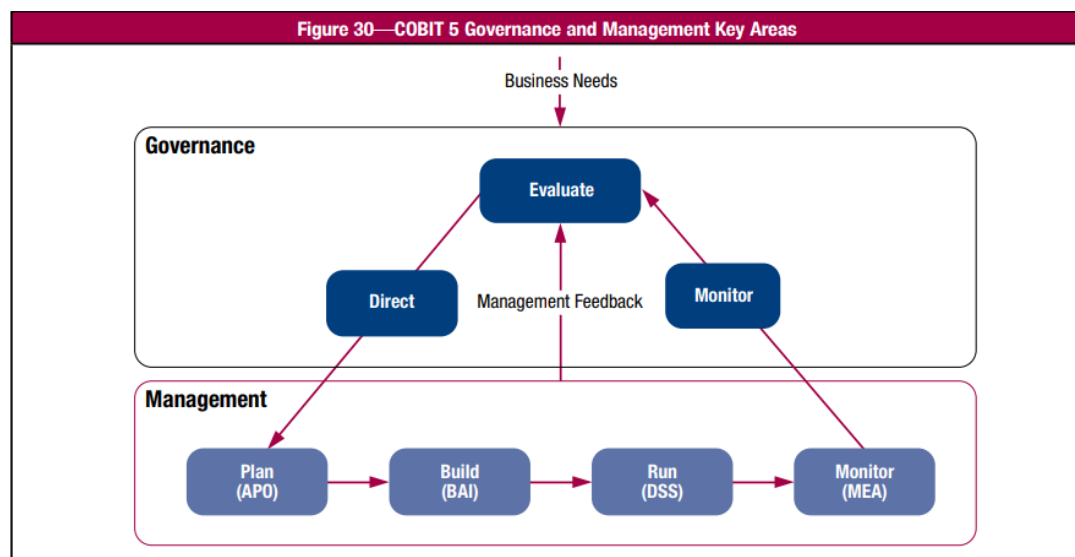 Figure 30—COBIT 5 Governance and Management Key Areas
Business Needs
Governance
Evaluate
Direct
Management Feedback
Monitor
Management
Plan
(APO)
Build
(BAI)
Run
(DSS)
Monitor
(MEA)